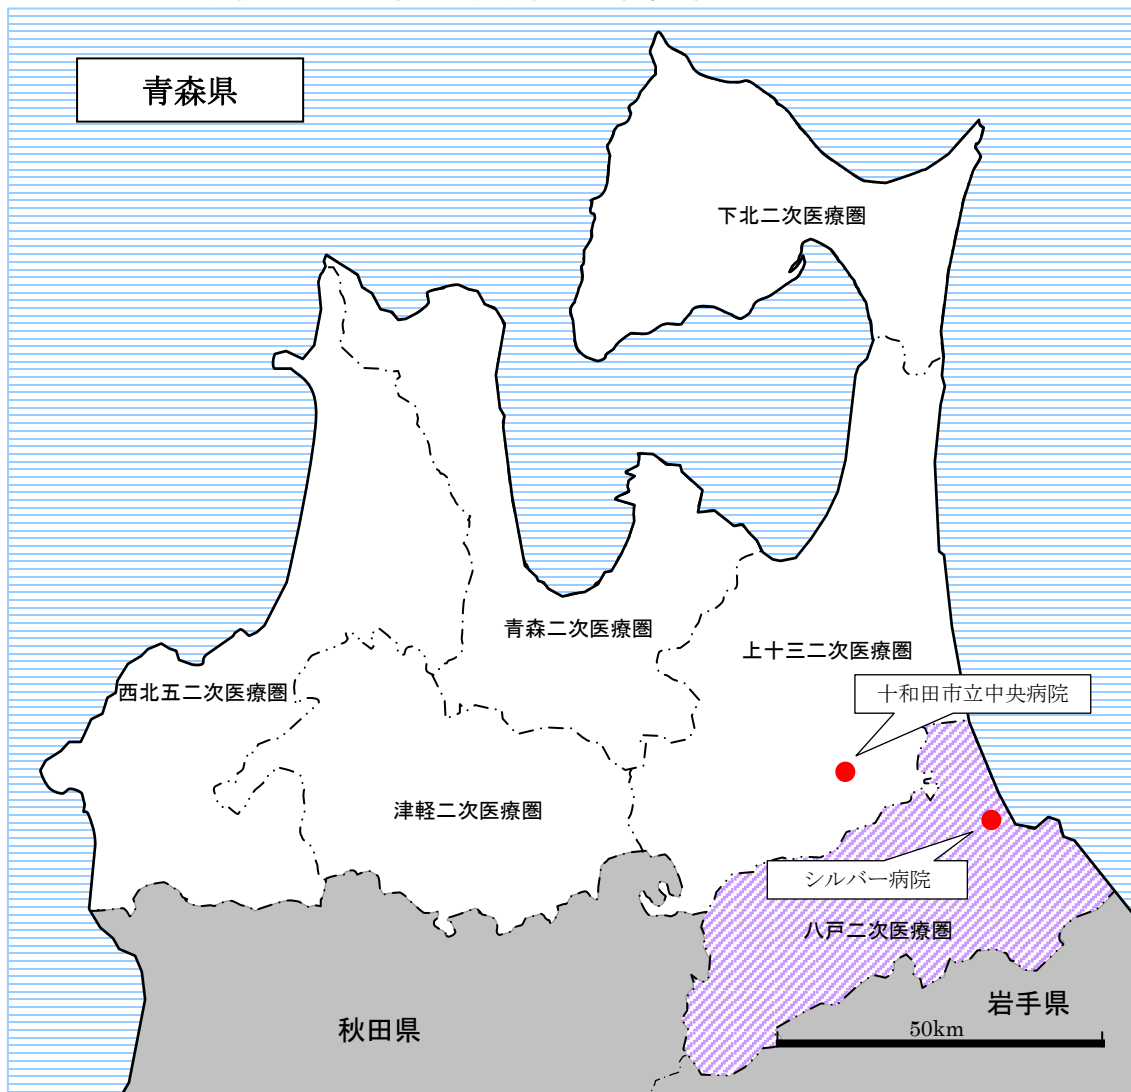 青森県
下北二次医療圏
青森二次医療圏
上十三二次医療圏
西北五二次医療圏
十和田市立中央病院
津軽二次医療圏
シルバー病院
八戸二次医療圏
岩手県
秋田県
50km